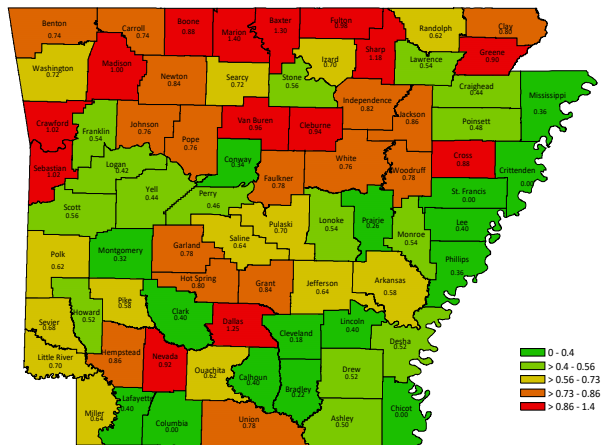 Benton
0.74
Carroll
0.74
Boone
0.88
Marion
1.40
Baxter
1.30
Fulton
0.98
Randolph
0.62
Clay
0.80
Washington
0.72
Madison
1.00
Newton
0.84
Searcy
0.72
Stone
0.56
Izard
0.70
Sharp
1.16
Lawrence
0.54
Greene
0.90
Craighead
0.44
Mississippi
0.36
Crawford
1.02
Franklin
0.54
Johnson
0.76
Pope
0.76
Van Buren
0.96
Cleburne
0.94
Independence
0.82
Jackson
0.86
Poinsett
0.48
Sebastian
1.02
Logan
0.42
Conway
0.34
Faulkner
0.78
White
0.76
Woodruff
0.78
Cross
0.88
Crittenden
0.00
St. Francis
0.00
Scott
0.56
Yell
0.44
Perry
0.46
Pulaski
0.70
Lonoke
0.54
Prairie
0.26
Monroe
0.54
Lee
0.40
Phillips
0.36
Polk
0.62
Montgomery
0.32
Garland
0.78
Saline
0.64
Hot Spring
0.80
Grant
0.84
Jefferson
0.64
Arkansas
0.58
Sevier
0.68
Howard
0.52
Pike
0.58
Clark
0.40
Dallas
1.25
Cleveland
0.18
Lincoln
0.40
Desha
0.52
Little River
0.70
Hempstead
0.86
Nevada
0.92
Ouachita
0.62
Calhoun
0.40
Bradley
0.22
Drew
0.52
Chicot
0.00
Miller
0.64
Lafayette
0.40
Columbia
0.00
Union
0.78
Ashley
0.50
0 - 0.4
> 0.4 - 0.56
> 0.56 - 0.73
> 0.73 - 0.86
> 0.86 - 1.4